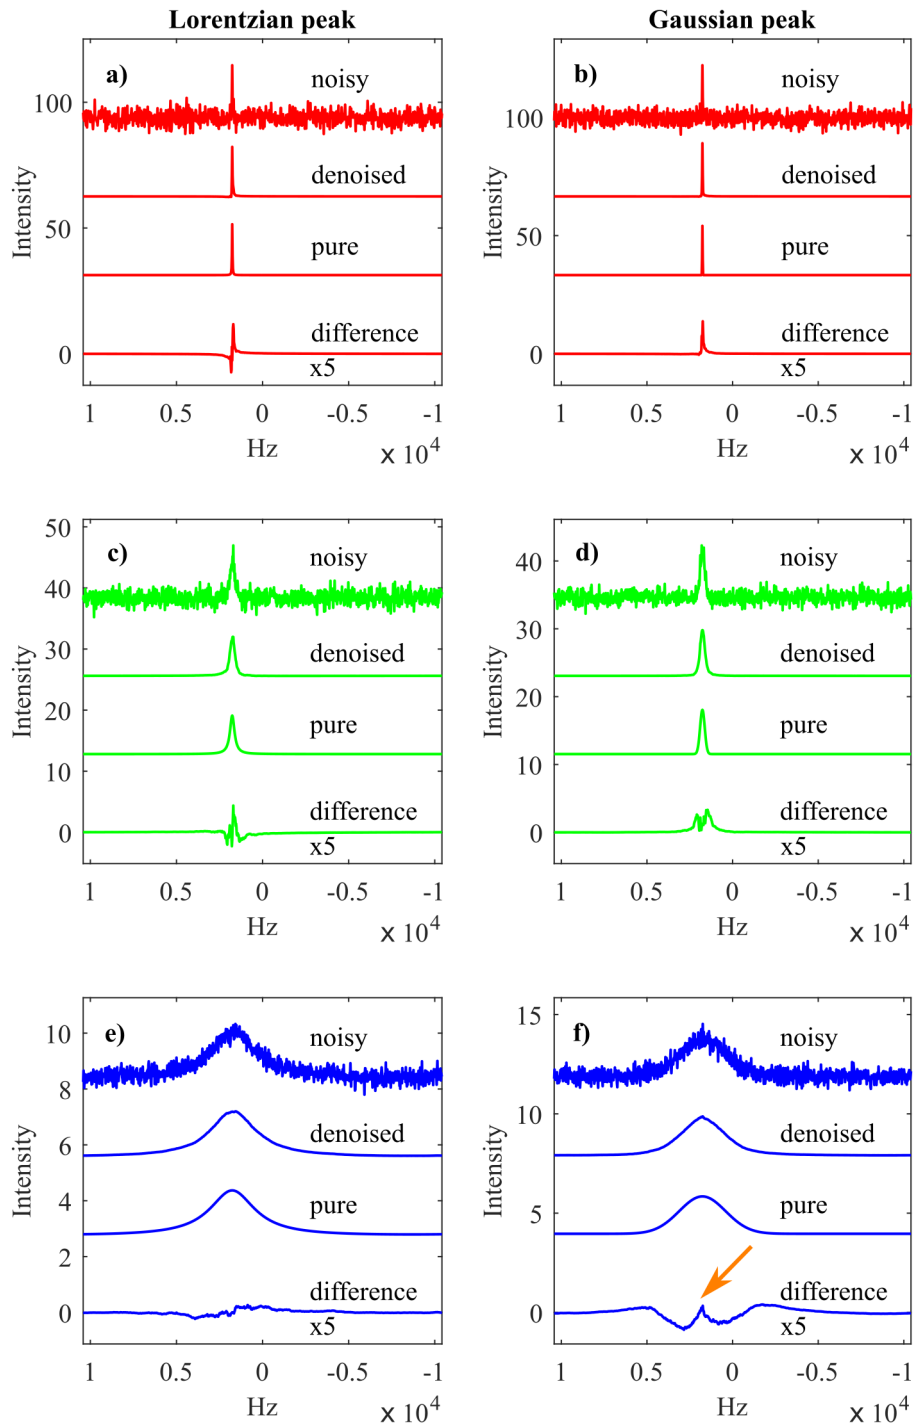 Lorentzian peak
Gaussian peak
a)
noisy
denoised
pure
difference
x5
100
50
0
Intensity
1
0.5
0
-0.5
-1
Hz
x 10^4
b)
noisy
denoised
pure
difference
x5
100
50
0
Intensity
1
0.5
0
-0.5
-1
Hz
x 10^4
c)
noisy
denoised
pure
difference
x5
50
40
30
20
10
0
Intensity
1
0.5
0
-0.5
-1
Hz
x 10^4
d)
noisy
denoised
pure
difference
x5
40
30
20
10
0
Intensity
1
0.5
0
-0.5
-1
Hz
x 10^4
e)
noisy
denoised
pure
difference
x5
10
8
6
4
2
0
Intensity
1
0.5
0
-0.5
-1
Hz
x 10^4
f)
noisy
denoised
pure
difference
x5
15
10
5
0
Intensity
1
0.5
0
-0.5
-1
Hz
x 10^4